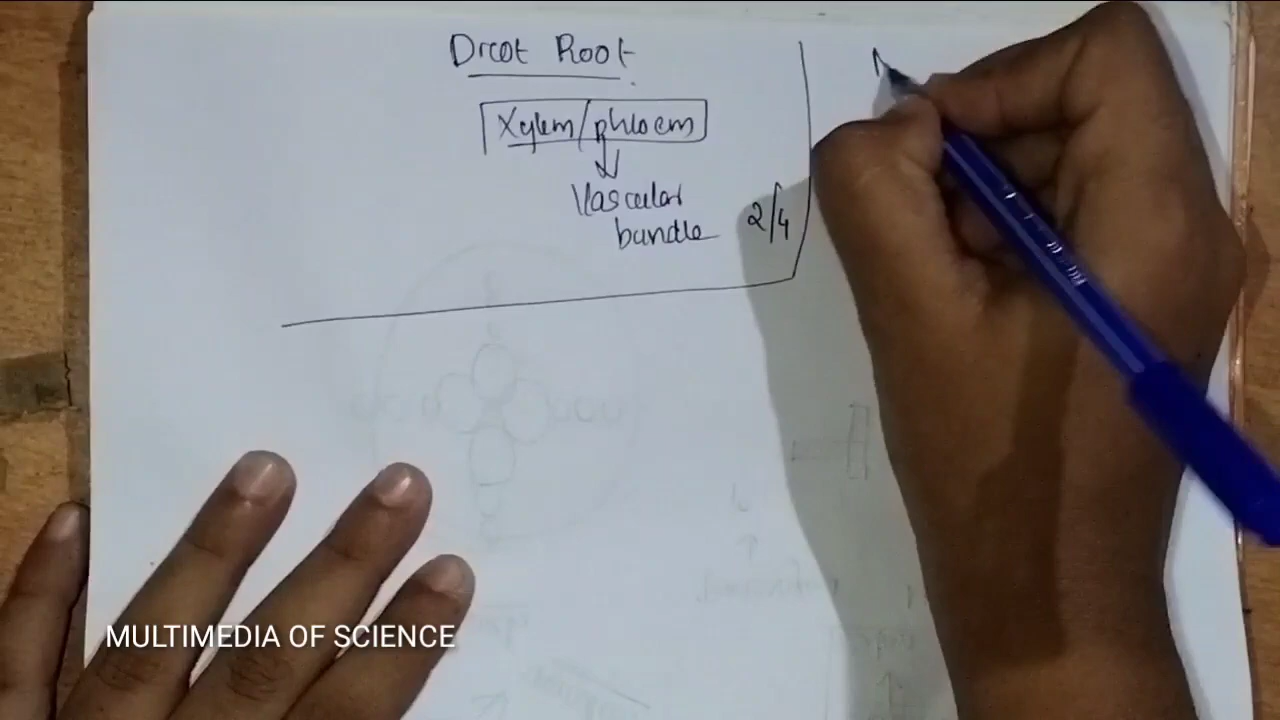 Dicot Root
Xylem/phloem
Vascular
bundle
2/4
MULTIMEDIA OF SCIENCE